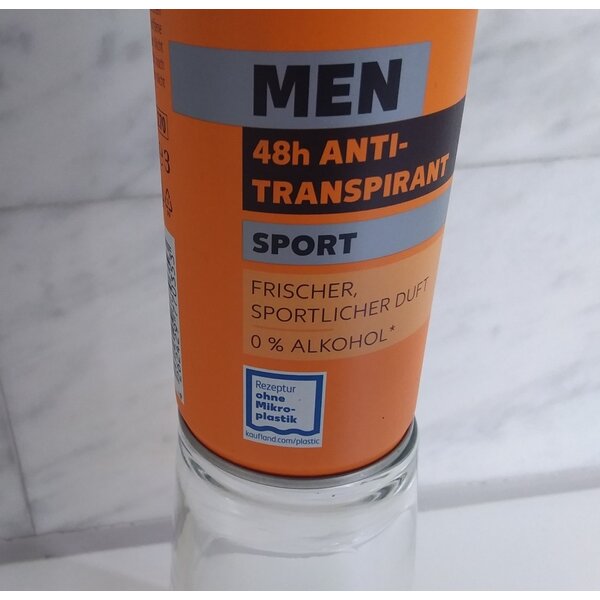 MEN
48h ANTI-
TRANSPIRANT
SPORT
FRISCHER,
SPORTLICHER DUFT
0 % ALKOHOL*
Rezeptur
ohne
Mikro-
plastik
kaufland.com/plastic